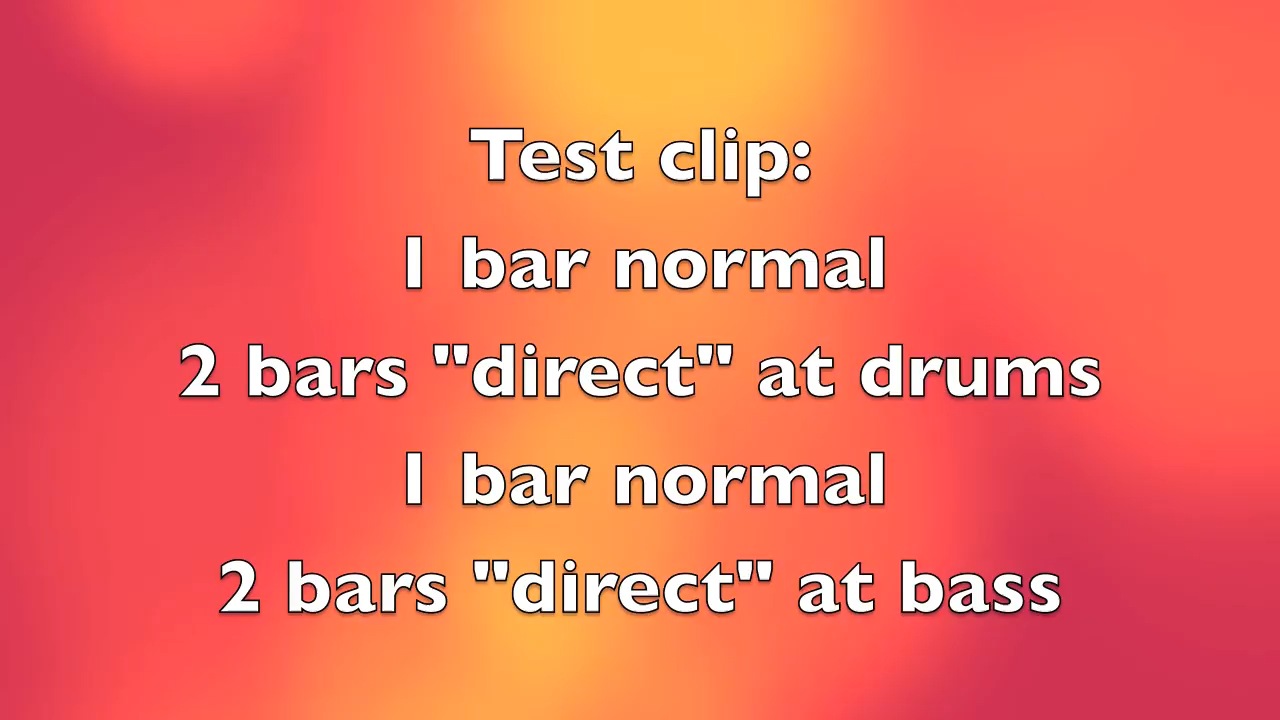 Test clip:
1 bar normal
2 bars "direct" at drums
1 bar normal
2 bars "direct" at bass